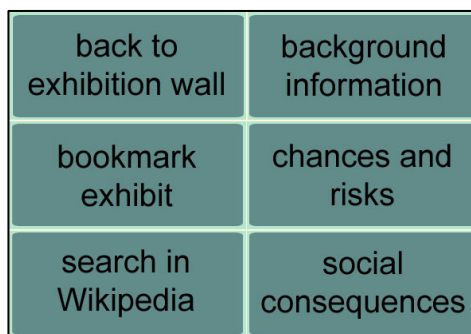 back to
exhibition wall
background
information
bookmark
exhibit
chances and
risks
search in
Wikipedia
social
consequences